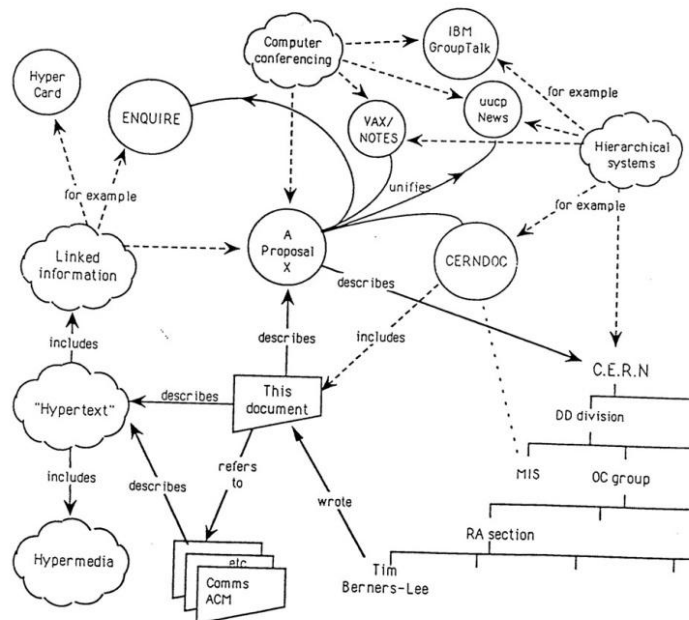 IBM
GroupTalk
Computer
conferencing
Hyper
Card
ENQUIRE
VAX/
NOTES
uucp
News
for example
Hierarchical
systems
unifies
for example
for example
Linked
information
A
Proposal
X
CERNDOC
describes
includes
describes
includes
C.E.R.N
"Hypertext"
describes
This
document
DD division
includes
describes
refers
to
wrote
MIS
OC group
RA section
Hypermedia
etc
Comms
ACM
Tim
Berners-Lee